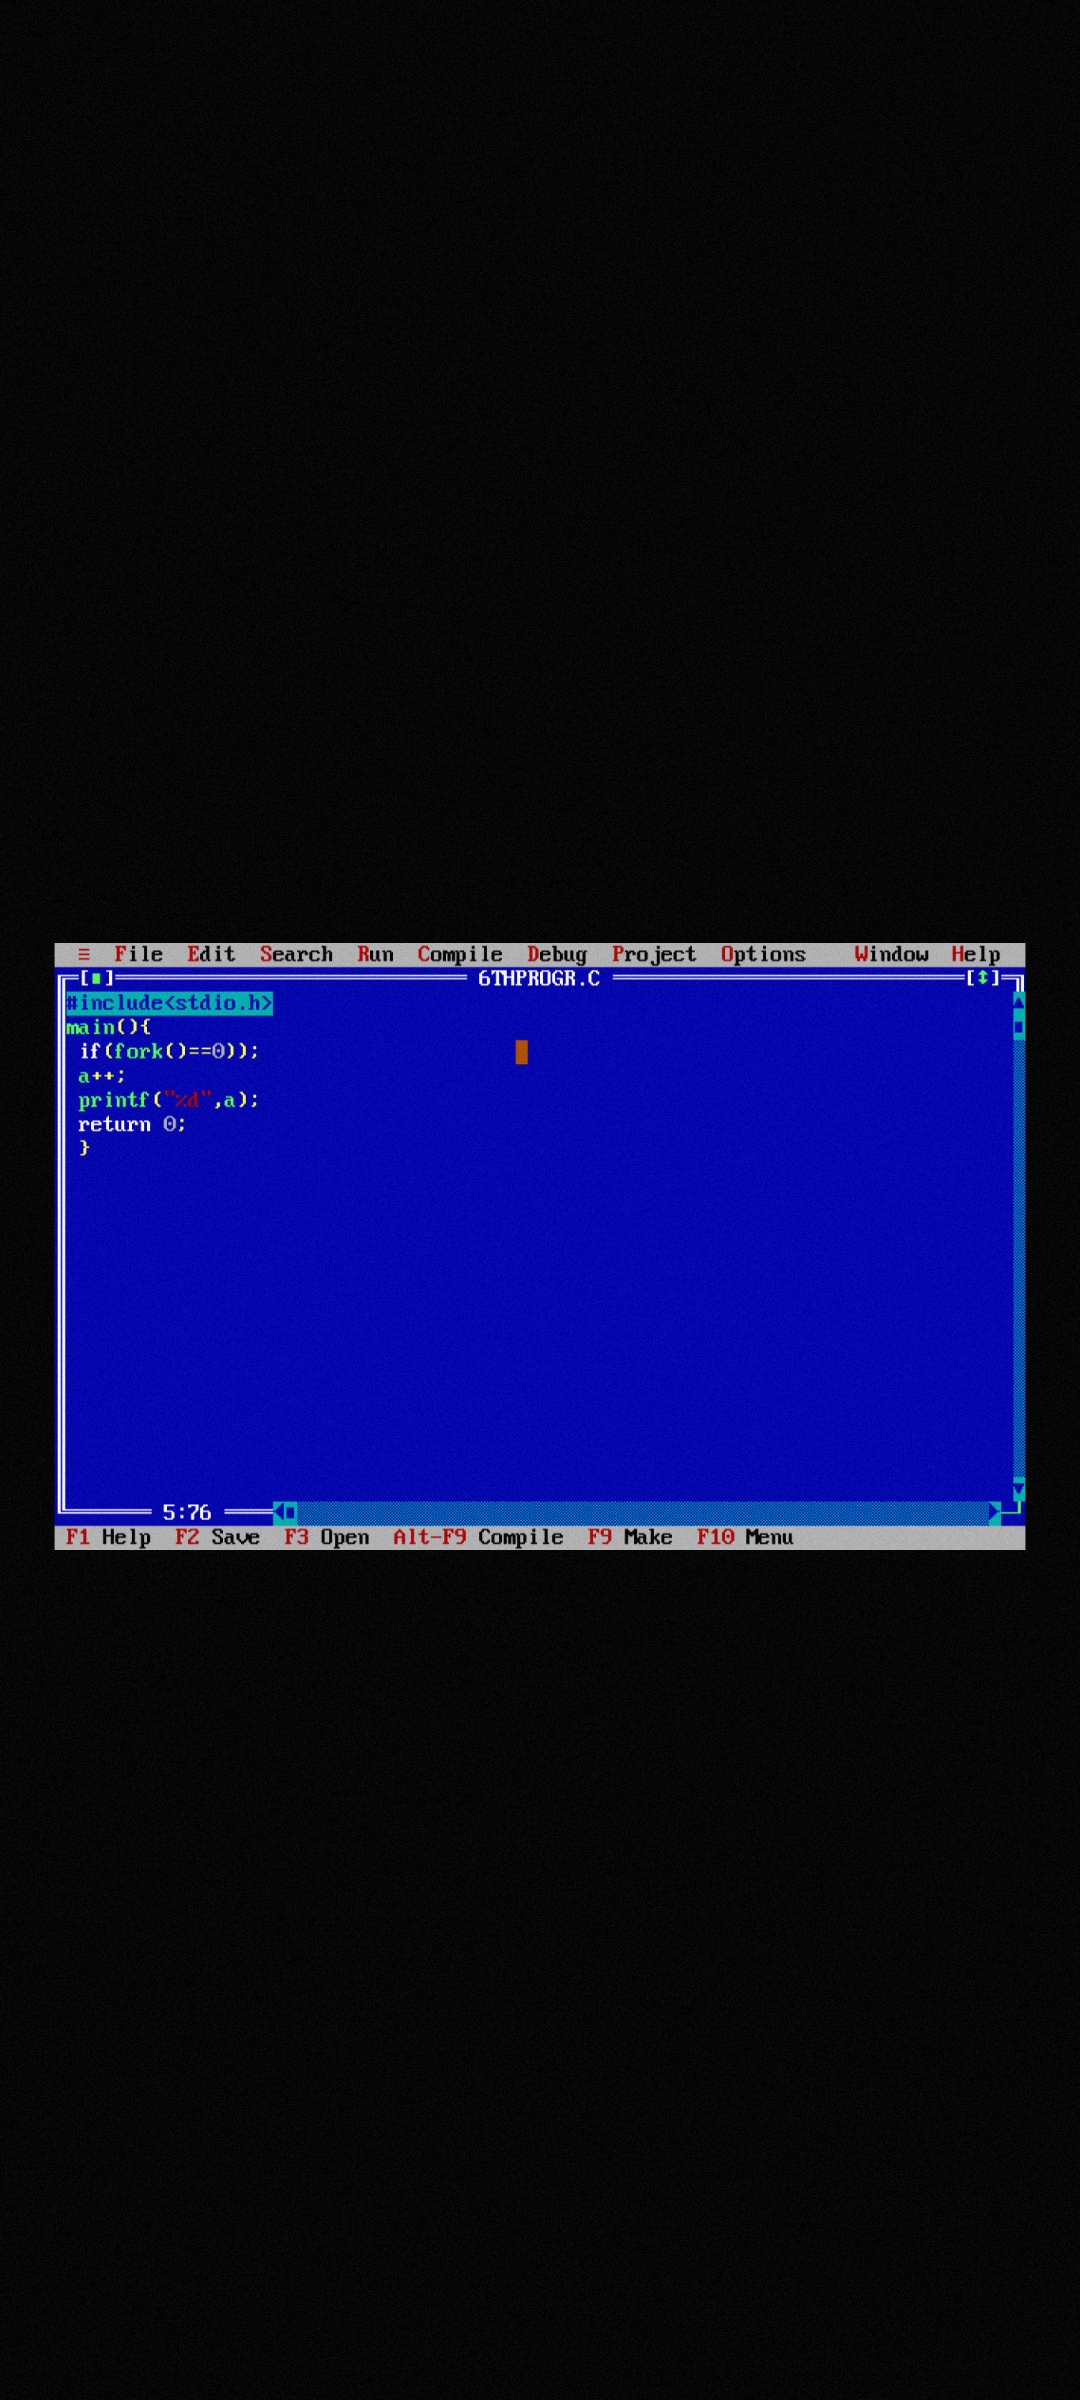 ≡ File Edit Search Run Compile Debug Project Options Window Help
[■] 6THPROGR.C [↕]
#include<stdio.h>
main(){
if(fork()==0));
a++;
printf("%d",a);
return 0;
}
5:76
F1 Help F2 Save F3 Open Alt-F9 Compile F9 Make F10 Menu